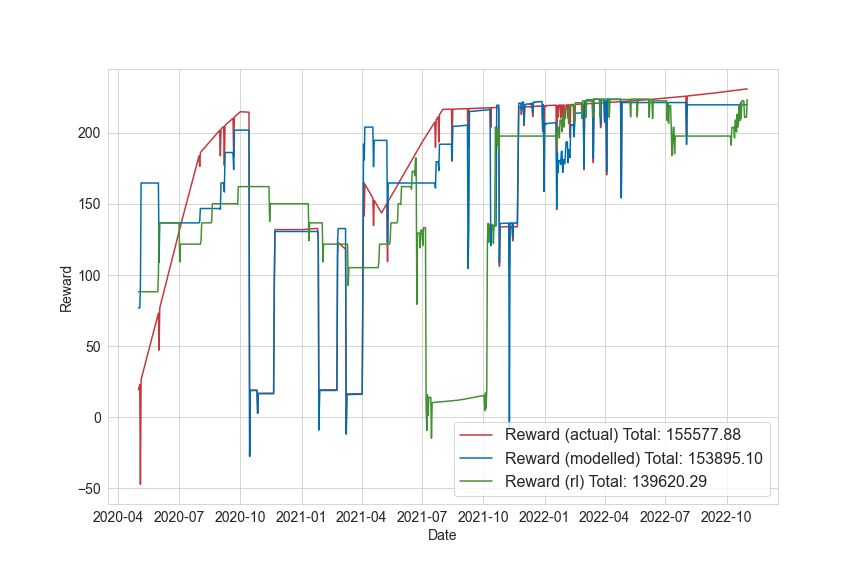 200
150
100
50
0
−50
Reward
2020-04 2020-07 2020-10 2021-01 2021-04 2021-07 2021-10 2022-01 2022-04 2022-07 2022-10
Date
Reward (actual) Total: 155577.88
Reward (modelled) Total: 153895.10
Reward (rl) Total: 139620.29